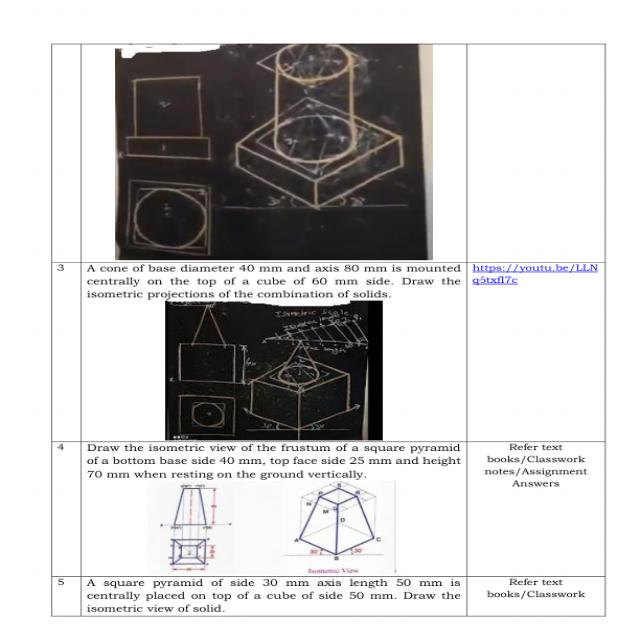 3
A cone of base diameter 40 mm and axis 80 mm is mounted
centrally on the top of a cube of 60 mm side. Draw the
isometric projections of the combination of solids.
https://youtu.be/LLN
q5txfl7c
Isometric Scale
4
Draw the isometric view of the frustum of a square pyramid
of a bottom base side 40 mm, top face side 25 mm and height
70 mm when resting on the ground vertically.
Refer text
books/Classwork
notes/Assignment
Answers
S
P
R
N
M
D
A
C
30°
30°
B
Isometric View
5
A square pyramid of side 30 mm axis length 50 mm is
centrally placed on top of a cube of side 50 mm. Draw the
isometric view of solid.
Refer text
books/Classwork